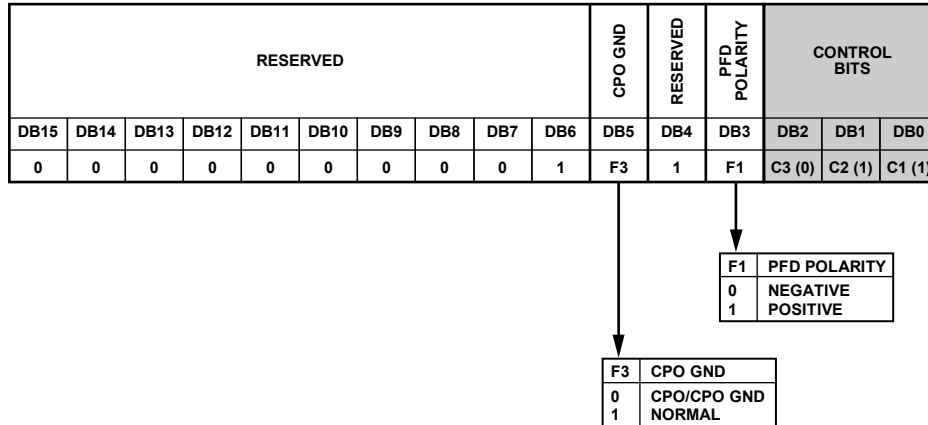 RESERVED
CPO GND
RESERVED
PFD
POLARITY
CONTROL
BITS
DB15 DB14 DB13 DB12 DB11 DB10 DB9 DB8 DB7 DB6 DB5 DB4 DB3 DB2 DB1 DB0
0 0 0 0 0 0 0 0 0 1 F3 1 F1 C3 (0) C2 (1) C1 (1)
F1 PFD POLARITY
0 NEGATIVE
1 POSITIVE
F3 CPO GND
0 CPO/CPO GND
1 NORMAL